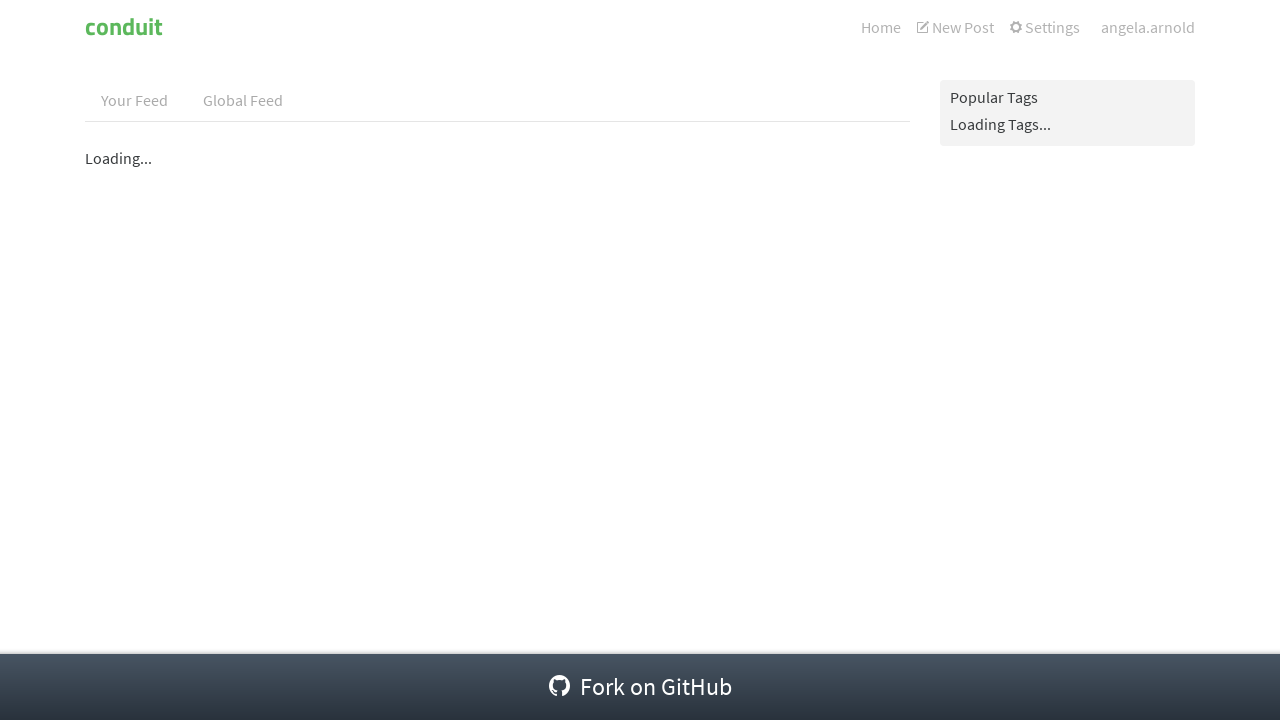 conduit
Home New Post Settings angela.arnold
Your Feed Global Feed
Loading...
Popular Tags
Loading Tags...
Fork on GitHub